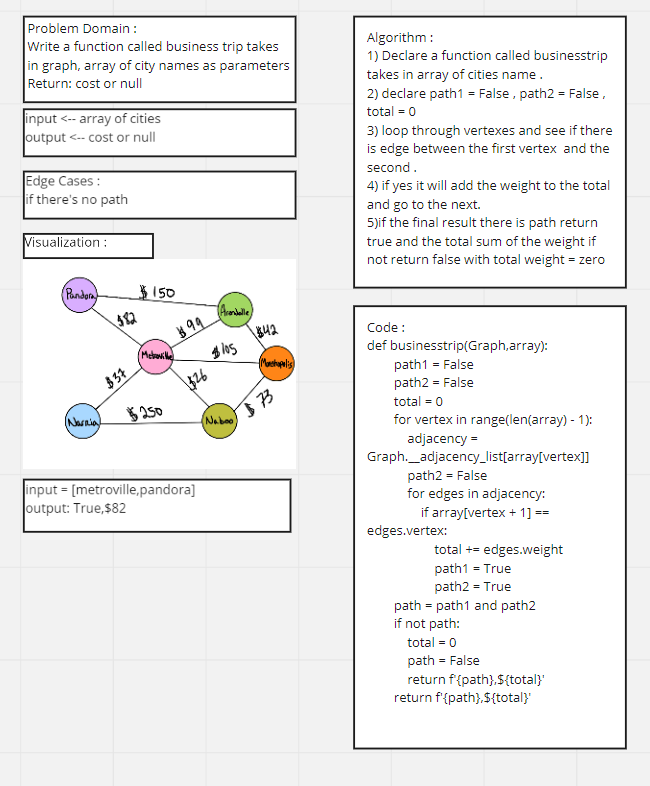 Problem Domain :
Write a function called business trip takes
in graph, array of city names as parameters
Return: cost or null
input <-- array of cities
output <-- cost or null
Edge Cases :
if there's no path
Visualization :
Pandora
$150
Arendelle
$82
$99
$42
Metroville
$105
Monstropolis
$37
$26
Narnia
$250
Naboo
$73
input = [metroville,pandora]
output: True,$82
Algorithm :
1) Declare a function called businesstrip
takes in array of cities name .
2) declare path1 = False , path2 = False ,
total = 0
3) loop through vertexes and see if there
is edge between the first vertex  and the
second .
4) if yes it will add the weight to the total
and go to the next.
5)if the final result there is path return
true and the total sum of the weight if
not return false with total weight = zero
Code :
def businesstrip(Graph,array):
path1 = False
path2 = False
total = 0
for vertex in range(len(array) - 1):
adjacency =
Graph.__adjacency_list[array[vertex]]
path2 = False
for edges in adjacency:
if array[vertex + 1] ==
edges.vertex:
total += edges.weight
path1 = True
path2 = True
path = path1 and path2
if not path:
total = 0
path = False
return f'{path},${total}'
return f'{path},${total}'